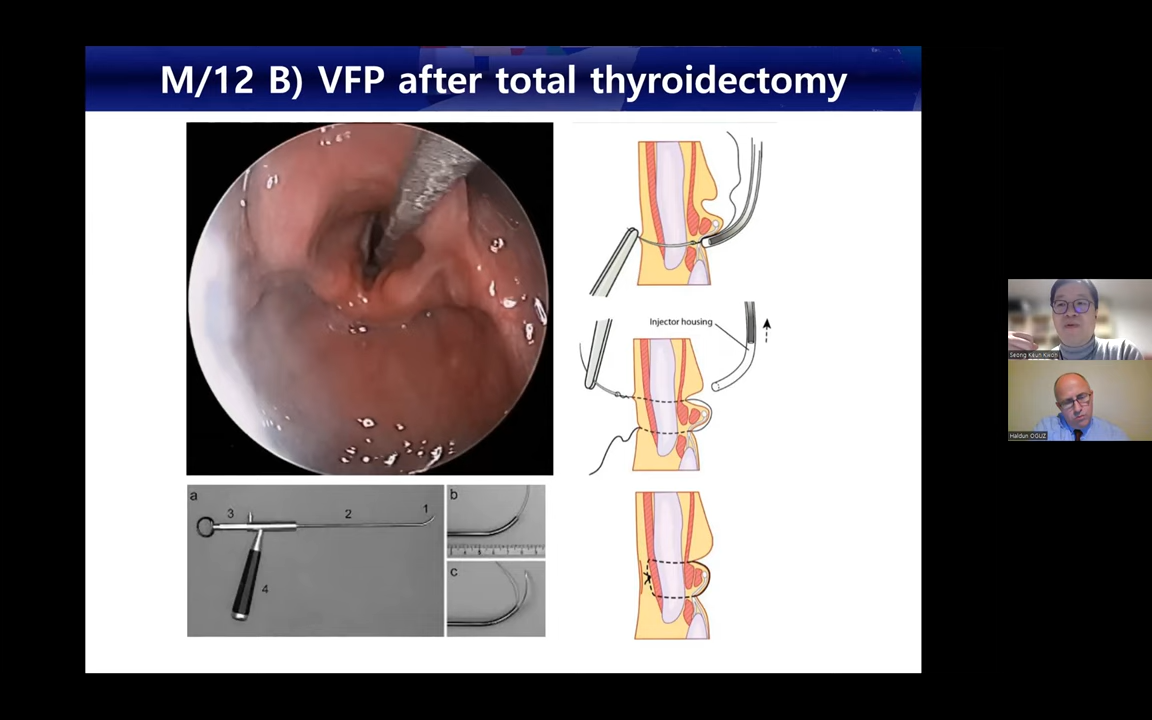 M/12 B) VFP after total thyroidectomy
Injector housing
a
3
2
1
4
b
c
Seong Keun Kwon
Haldun OGUZ